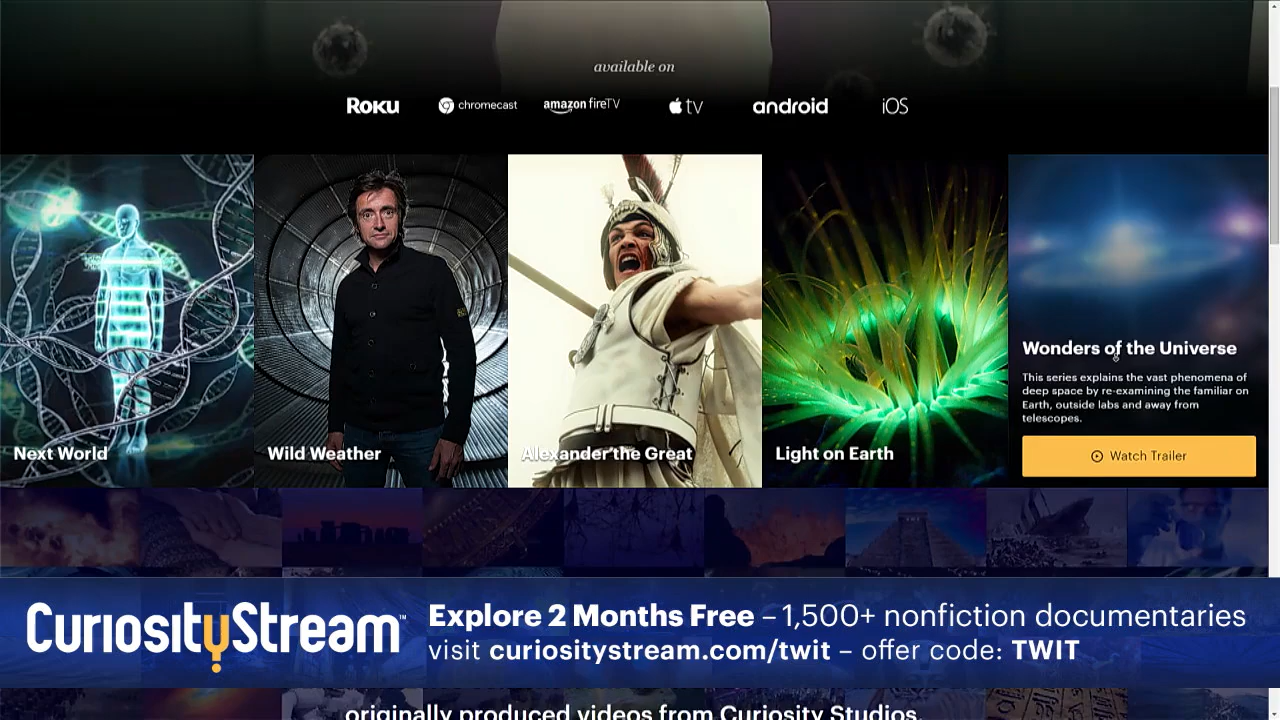 available on
Roku
chromecast
amazon fireTV
tv
android
iOS
Next World
Wild Weather
Alexander the Great
Light on Earth
Wonders of the Universe
This series explains the vast phenomena of
deep space by re-examining the familiar on
Earth, outside labs and away from
telescopes.
Watch Trailer
CuriosityStream™
Explore 2 Months Free – 1,500+ nonfiction documentaries
visit curiositystream.com/twit – offer code: TWIT
originally produced videos from Curiosity Studios.